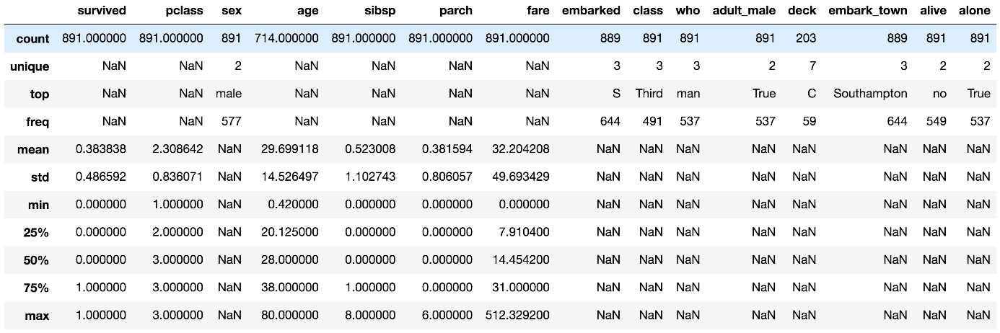 survived pclass sex age sibsp parch fare embarked class who adult_male deck embark_town alive alone
count 891.000000 891.000000 891 714.000000 891.000000 891.000000 891.000000 889 891 891 891 203 889 891 891
unique NaN NaN 2 NaN NaN NaN NaN 3 3 3 2 7 3 2 2
top NaN NaN male NaN NaN NaN NaN S Third man True C Southampton no True
freq NaN NaN 577 NaN NaN NaN NaN 644 491 537 537 59 644 549 537
mean 0.383838 2.308642 NaN 29.699118 0.523008 0.381594 32.204208 NaN NaN NaN NaN NaN NaN NaN NaN
std 0.486592 0.836071 NaN 14.526497 1.102743 0.806057 49.693429 NaN NaN NaN NaN NaN NaN NaN NaN
min 0.000000 1.000000 NaN 0.420000 0.000000 0.000000 0.000000 NaN NaN NaN NaN NaN NaN NaN NaN
25% 0.000000 2.000000 NaN 20.125000 0.000000 0.000000 7.910400 NaN NaN NaN NaN NaN NaN NaN NaN
50% 0.000000 3.000000 NaN 28.000000 0.000000 0.000000 14.454200 NaN NaN NaN NaN NaN NaN NaN NaN
75% 1.000000 3.000000 NaN 38.000000 1.000000 0.000000 31.000000 NaN NaN NaN NaN NaN NaN NaN NaN
max 1.000000 3.000000 NaN 80.000000 8.000000 6.000000 512.329200 NaN NaN NaN NaN NaN NaN NaN NaN